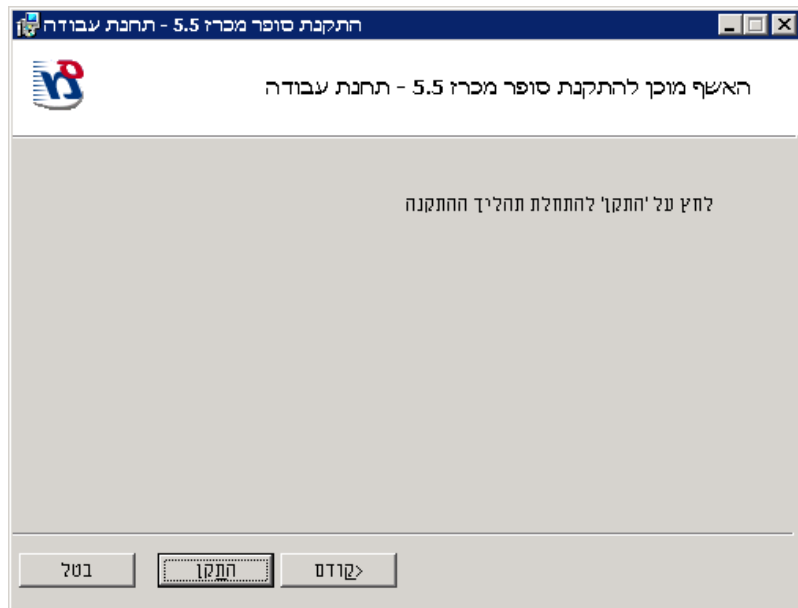 התקנת סופר מכרז 5.5 - תחנת עבודה
האשף מוכן להתקנת סופר מכרז 5.5 - תחנת עבודה
לחץ על 'התקן' להתחלת תהליך ההתקנה
<קודם
התקן
בטל